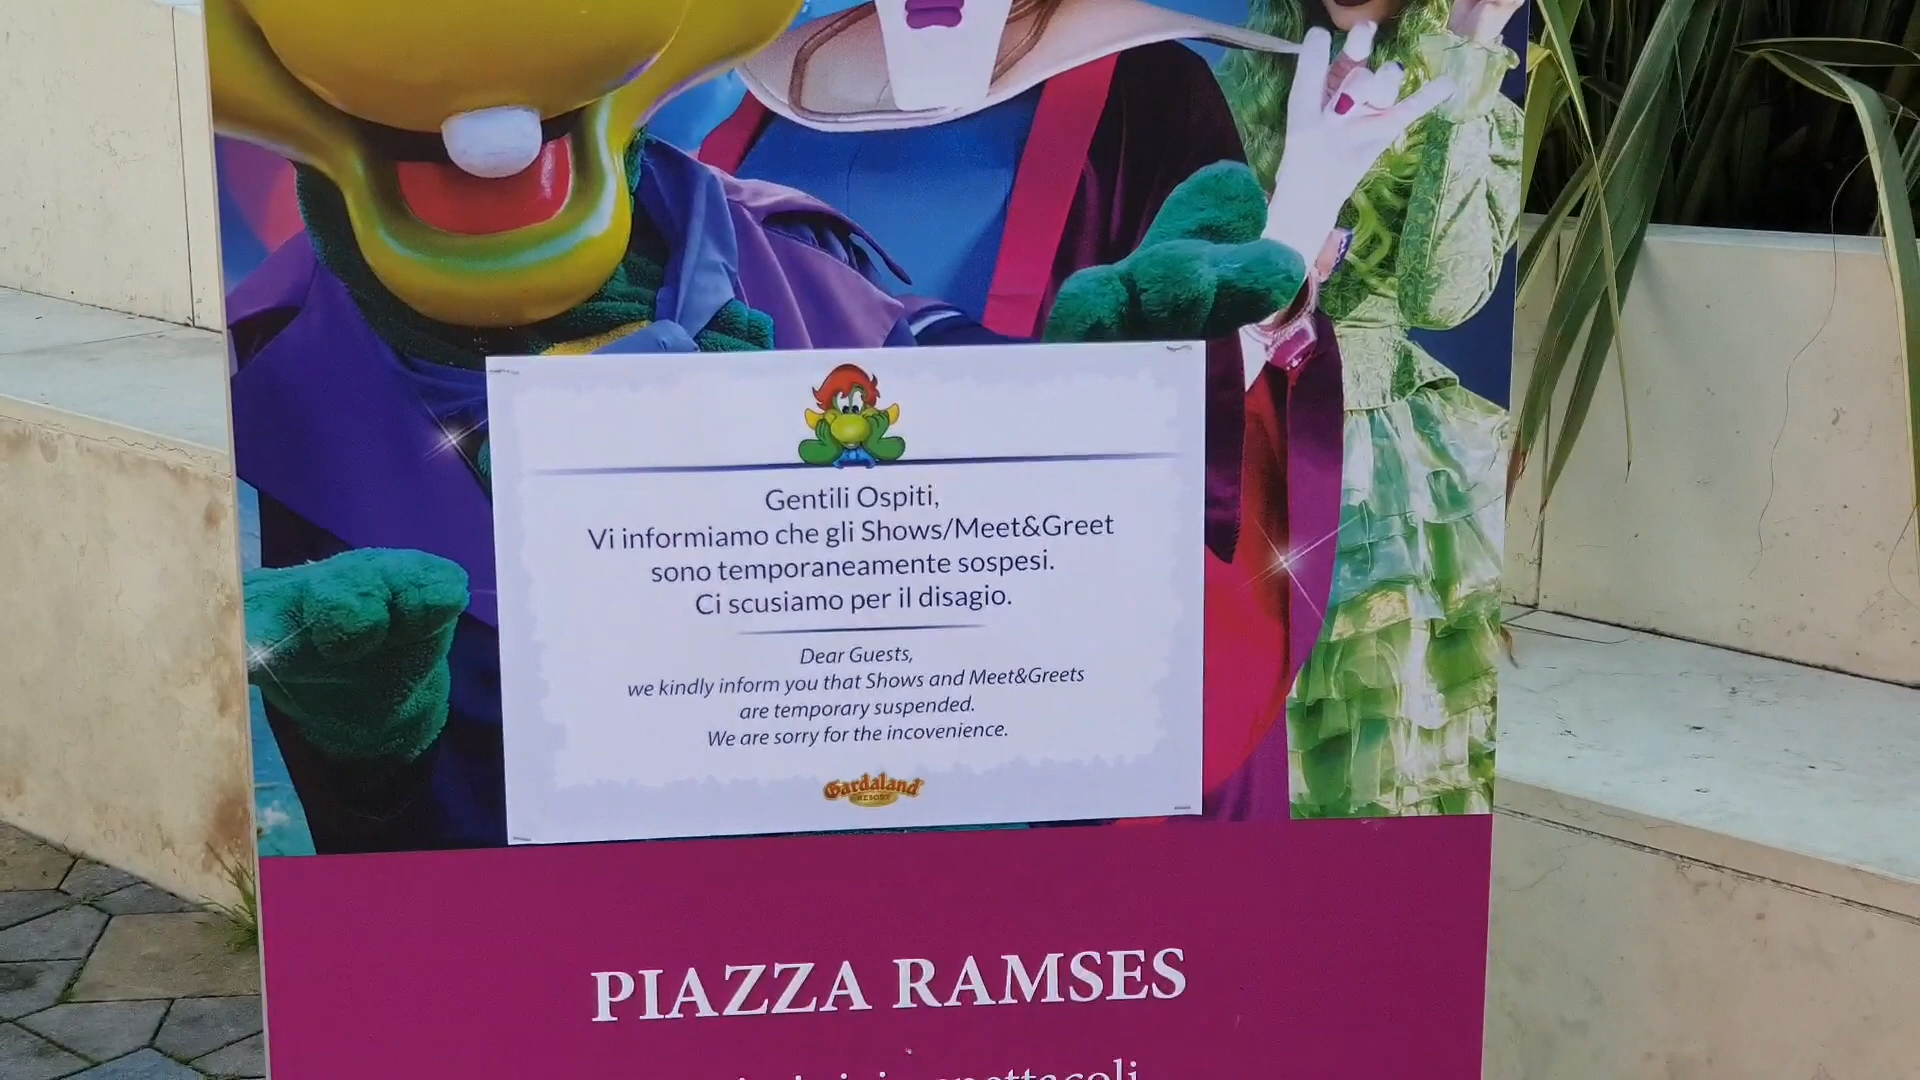 Gentili Ospiti,
Vi informiamo che gli Shows/Meet&Greet
sono temporaneamente sospesi.
Ci scusiamo per il disagio.
Dear Guests,
we kindly inform you that Shows and Meet&Greets
are temporary suspended.
We are sorry for the incovenience.
Gardaland
RESORT
PIAZZA RAMSES
spettacoli